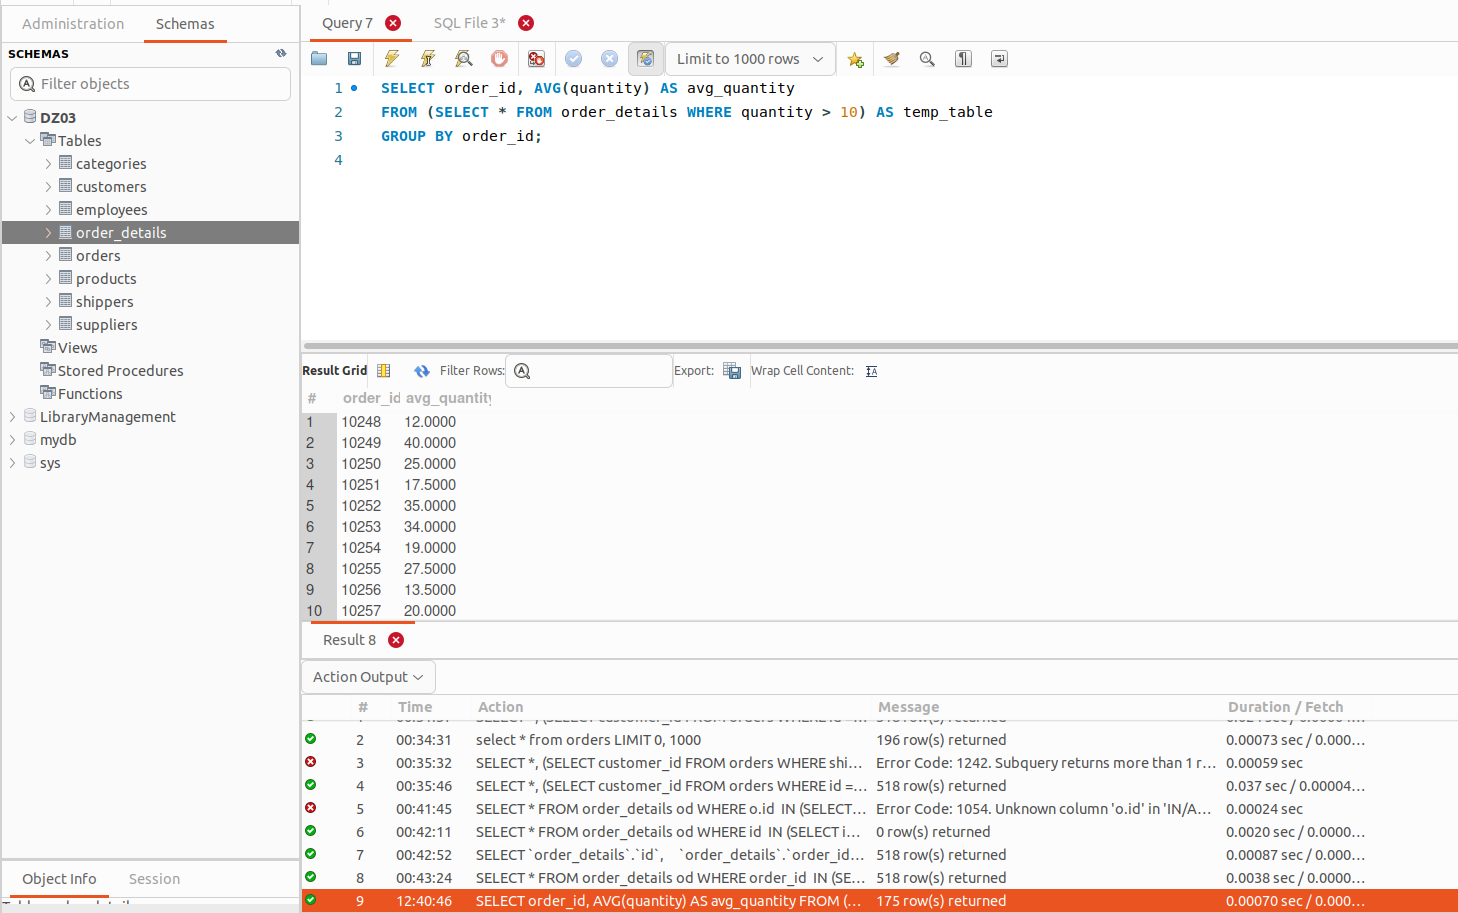 Administration Schemas
SCHEMAS
Filter objects
DZ03
Tables
categories
customers
employees
order_details
orders
products
shippers
suppliers
Views
Stored Procedures
Functions
LibraryManagement
mydb
sys
Object Info Session
Query 7 SQL File 3*
Limit to 1000 rows
1 SELECT order_id, AVG(quantity) AS avg_quantity
2 FROM (SELECT * FROM order_details WHERE quantity > 10) AS temp_table
3 GROUP BY order_id;
4
Result Grid Filter Rows: Export: Wrap Cell Content:
# order_id avg_quantity
1 10248 12.0000
2 10249 40.0000
3 10250 25.0000
4 10251 17.5000
5 10252 35.0000
6 10253 34.0000
7 10254 19.0000
8 10255 27.5000
9 10256 13.5000
10 10257 20.0000
Result 8
Action Output
# Time Action Message Duration / Fetch
2 00:34:31 select * from orders LIMIT 0, 1000 196 row(s) returned 0.00073 sec / 0.000...
3 00:35:32 SELECT *, (SELECT customer_id FROM orders WHERE shi... Error Code: 1242. Subquery returns more than 1 r... 0.00059 sec
4 00:35:46 SELECT *, (SELECT customer_id FROM orders WHERE id =... 518 row(s) returned 0.037 sec / 0.00004...
5 00:41:45 SELECT * FROM order_details od WHERE o.id IN (SELECT... Error Code: 1054. Unknown column 'o.id' in 'IN/A... 0.00024 sec
6 00:42:11 SELECT * FROM order_details od WHERE id IN (SELECT i... 0 row(s) returned 0.0020 sec / 0.0000...
7 00:42:52 SELECT `order_details`.`id`, `order_details`.`order_id... 518 row(s) returned 0.00087 sec / 0.000...
8 00:43:24 SELECT * FROM order_details od WHERE order_id IN (SE... 518 row(s) returned 0.0038 sec / 0.0000...
9 12:40:46 SELECT order_id, AVG(quantity) AS avg_quantity FROM (... 175 row(s) returned 0.00070 sec / 0.000...